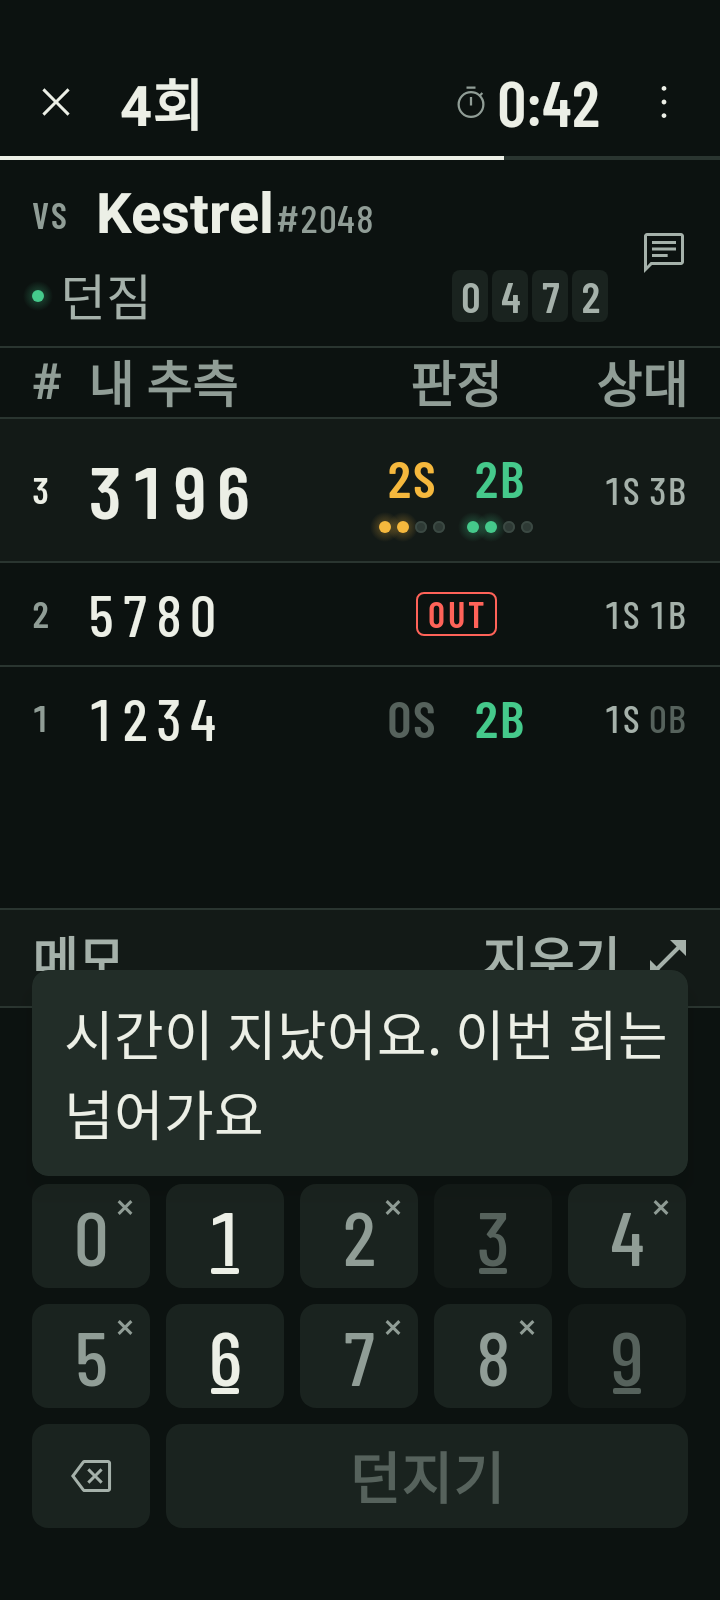 4회 0:42
VS Kestrel #2048
던짐 0 4 7 2
# 내 추측 판정 상대
3 3196 2S 2B 1S 3B
2 5780 OUT 1S 1B
1 1234 0S 2B 1S 0B
메모 지우기
시간이 지났어요. 이번 회는
넘어가요
0 1 2 3 4
5 6 7 8 9
던지기